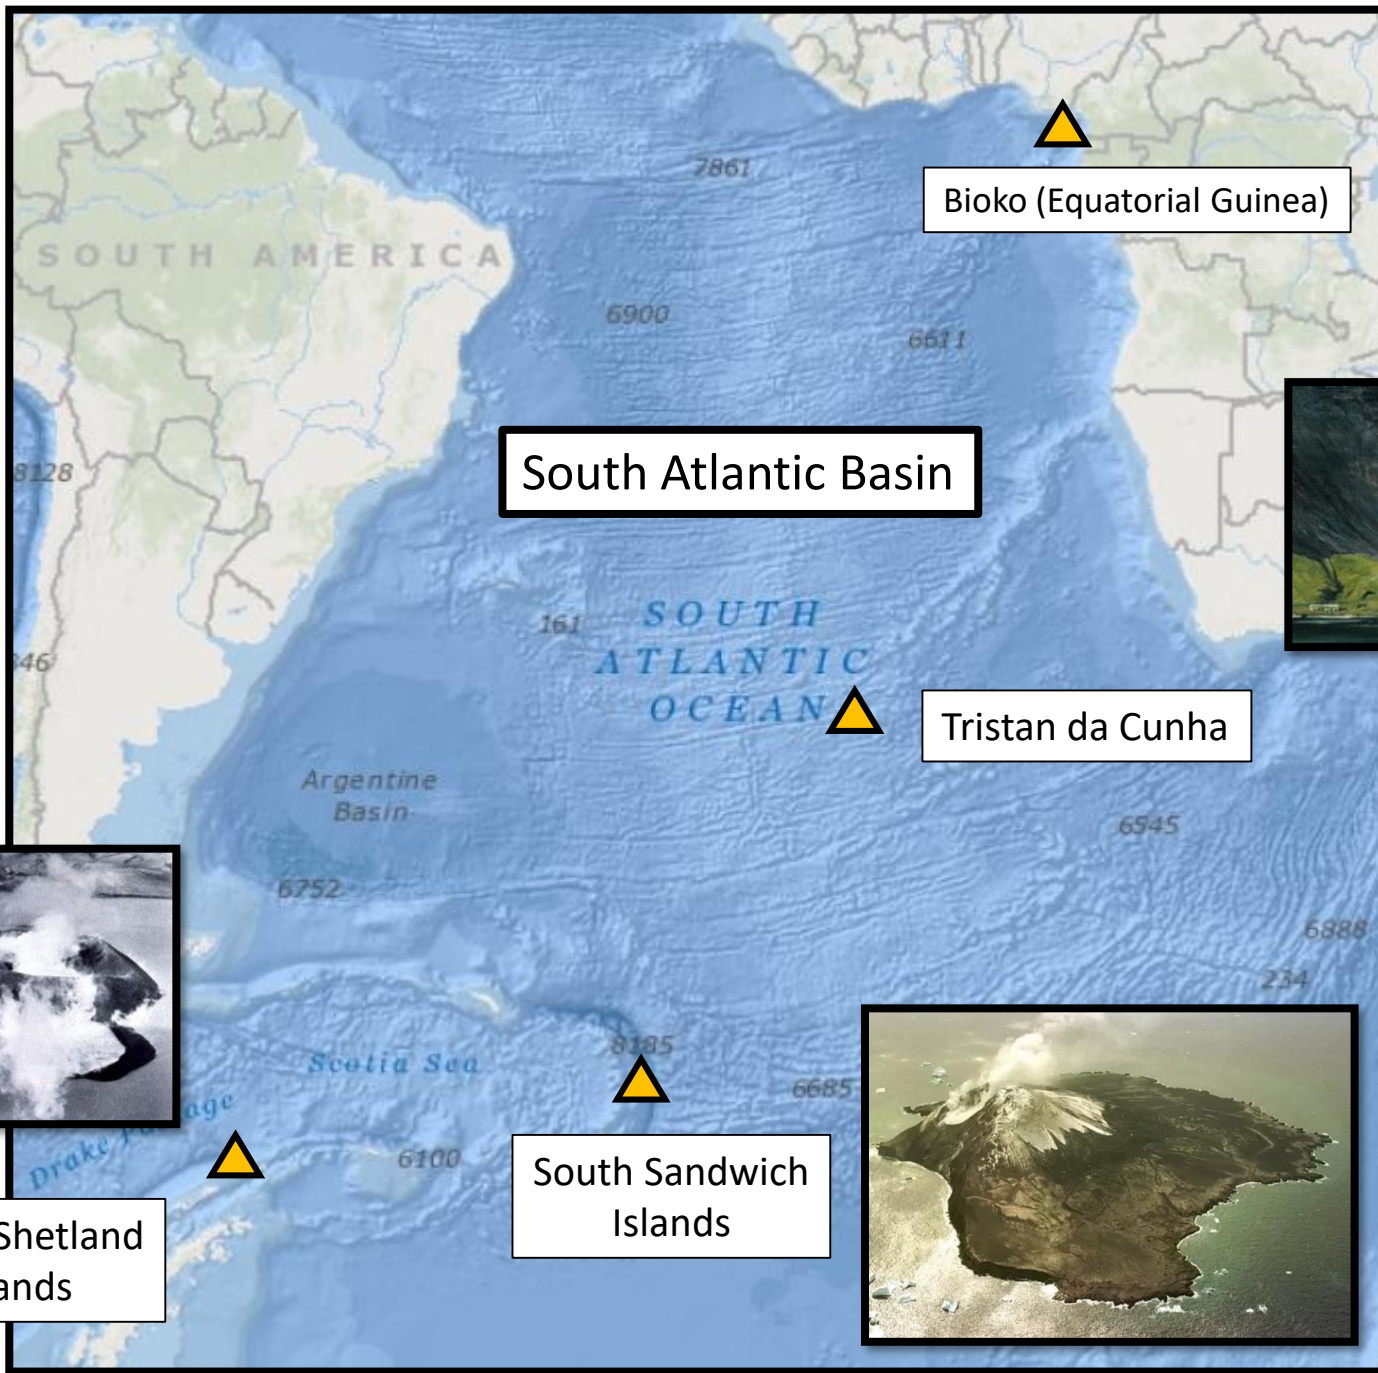 7861
Bioko (Equatorial Guinea)
SOUTH AMERICA
6900
6611
South Atlantic Basin
8128
161
SOUTH
ATLANTIC
OCEAN
346
Tristan da Cunha
Argentine
Basin
6545
6752
6888
234
8185
Scotia Sea
6685
Drake Passage
6100
South Sandwich
Islands
Shetland
ands